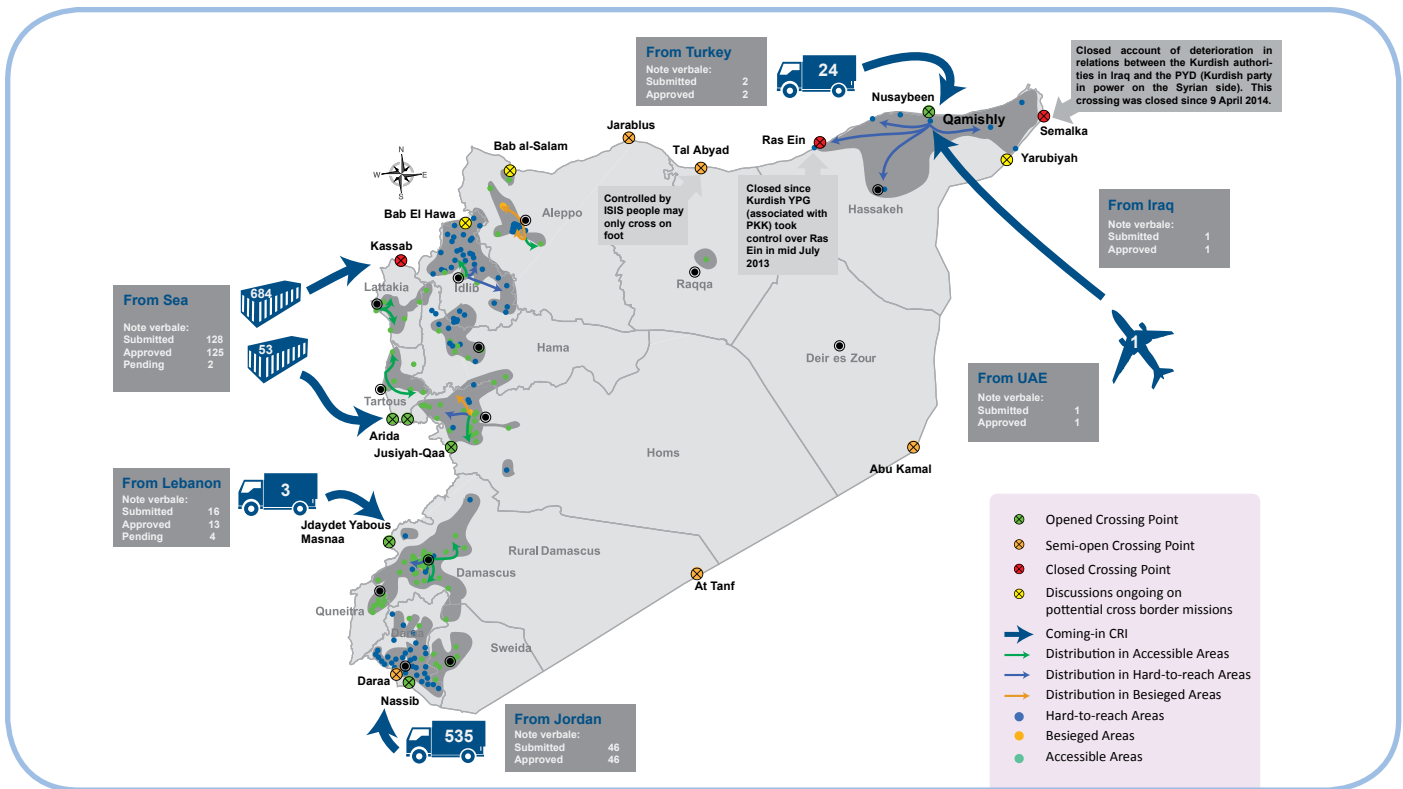 From Turkey
Note verbale:
Submitted 2
Approved 2
24
Closed account of deterioration in
relations between the Kurdish authori-
ties in Iraq and the PYD (Kurdish party
in power on the Syrian side). This
crossing was closed since 9 April 2014.
Nusaybeen
Qamishly
Semalka
Jarablus
Ras Ein
Bab al-Salam
Tal Abyad
Yarubiyah
N
W E
S
Controlled by
ISIS people may
only cross on
foot
Closed since
Kurdish YPG
(associated with
PKK) took
control over Ras
Ein in mid July
2013
Hassakeh
From Iraq
Note verbale:
Submitted 1
Approved 1
Bab El Hawa
Aleppo
Kassab
Lattakia
Idlib
Raqqa
From Sea
Note verbale:
Submitted 128
Approved 125
Pending 2
684
53
1
Hama
Deir es Zour
From UAE
Note verbale:
Submitted 1
Approved 1
Tartous
Arida
Jusiyah-Qaa
Homs
Abu Kamal
From Lebanon
Note verbale:
Submitted 16
Approved 13
Pending 4
3
Jdaydet Yabous
Masnaa
Rural Damascus
Damascus
At Tanf
Quneitra
Daraa
Sweida
Daraa
Nassib
535
From Jordan
Note verbale:
Submitted 46
Approved 46
Opened Crossing Point
Semi-open Crossing Point
Closed Crossing Point
Discussions ongoing on
pottential cross border missions
Coming-in CRI
Distribution in Accessible Areas
Distribution in Hard-to-reach Areas
Distribution in Besieged Areas
Hard-to-reach Areas
Besieged Areas
Accessible Areas